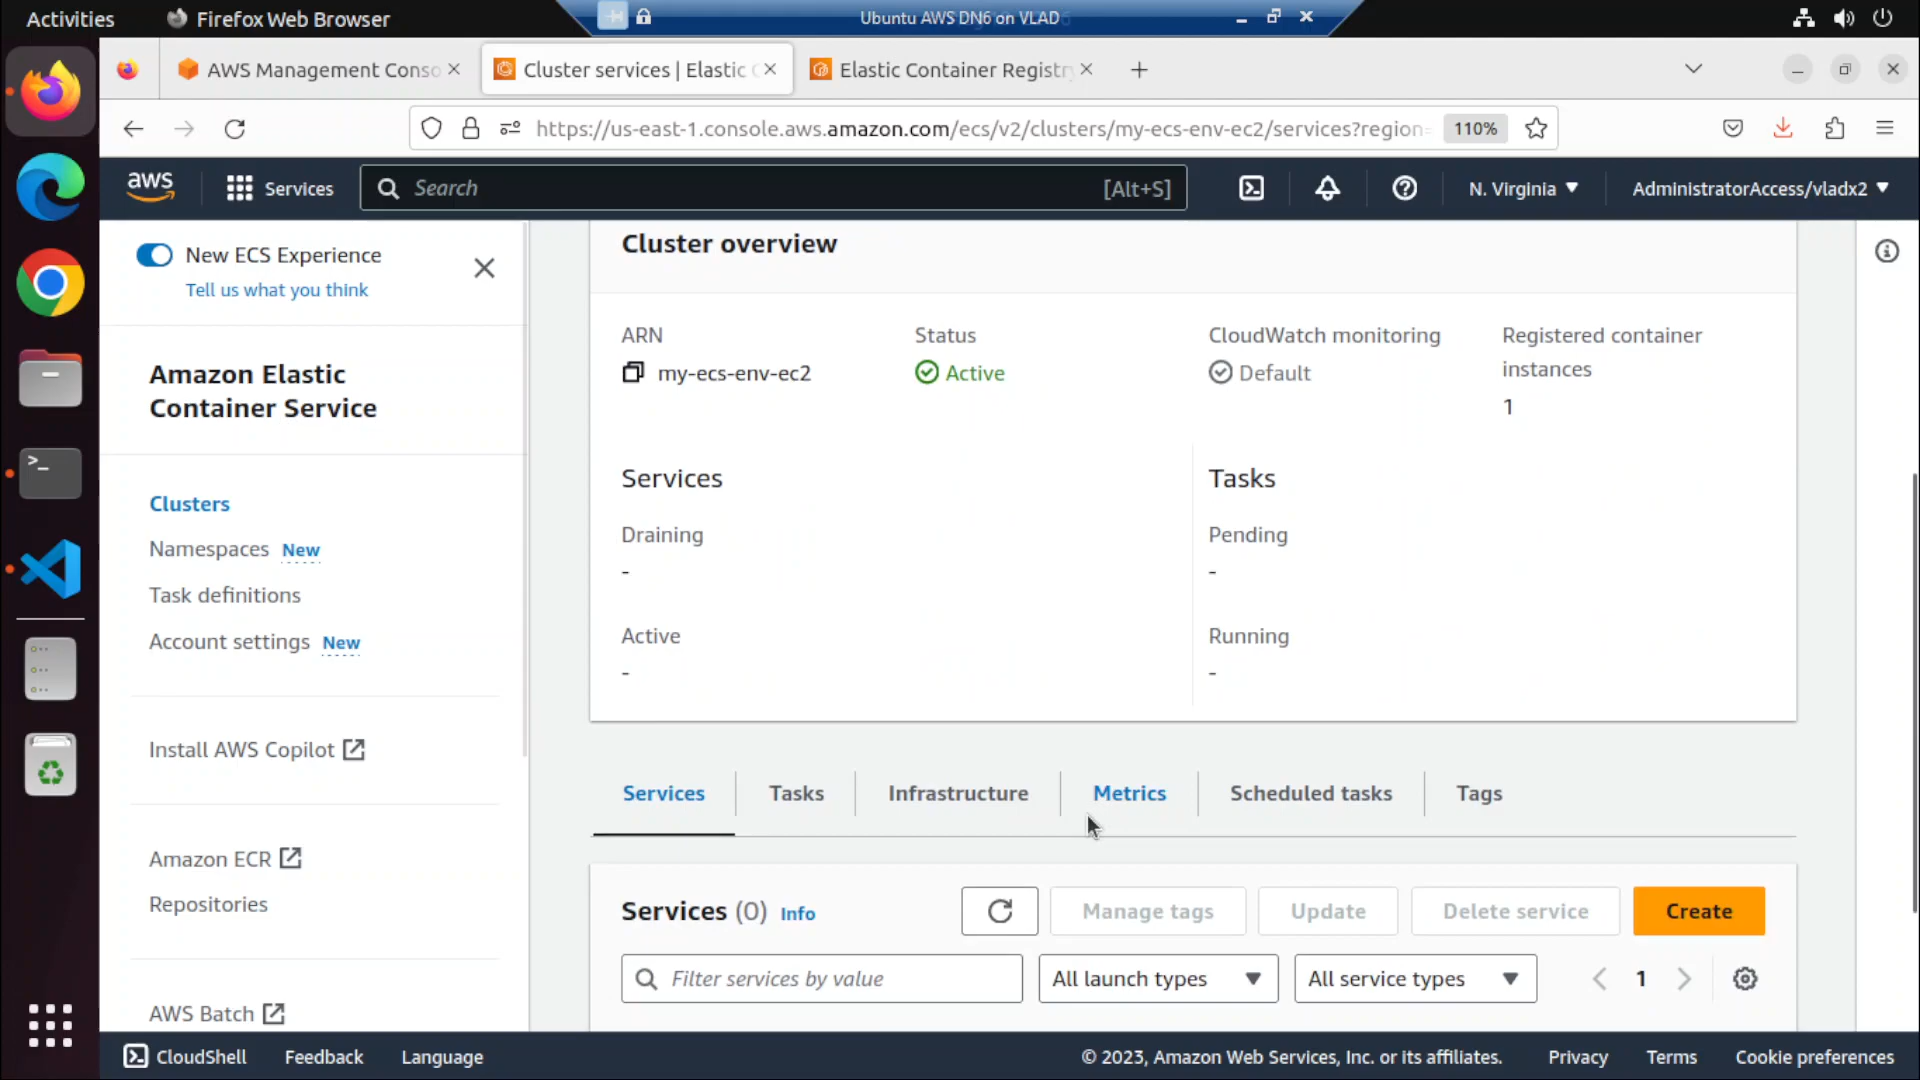 Activities
Firefox Web Browser
Ubuntu AWS DN6 on VLAD
AWS Management Conso
Cluster services | Elastic
Elastic Container Registry
https://us-east-1.console.aws.amazon.com/ecs/v2/clusters/my-ecs-env-ec2/services?region=
110%
aws
Services
Search
[Alt+S]
N. Virginia
AdministratorAccess/vladx2
New ECS Experience
Tell us what you think
Amazon Elastic
Container Service
Clusters
Namespaces New
Task definitions
Account settings New
Install AWS Copilot
Amazon ECR
Repositories
AWS Batch
Cluster overview
ARN
my-ecs-env-ec2
Status
Active
CloudWatch monitoring
Default
Registered container
instances
1
Services
Draining
-
Active
-
Tasks
Pending
-
Running
-
Services
Tasks
Infrastructure
Metrics
Scheduled tasks
Tags
Services (0) Info
Manage tags
Update
Delete service
Create
Filter services by value
All launch types
All service types
1
CloudShell
Feedback
Language
© 2023, Amazon Web Services, Inc. or its affiliates.
Privacy
Terms
Cookie preferences